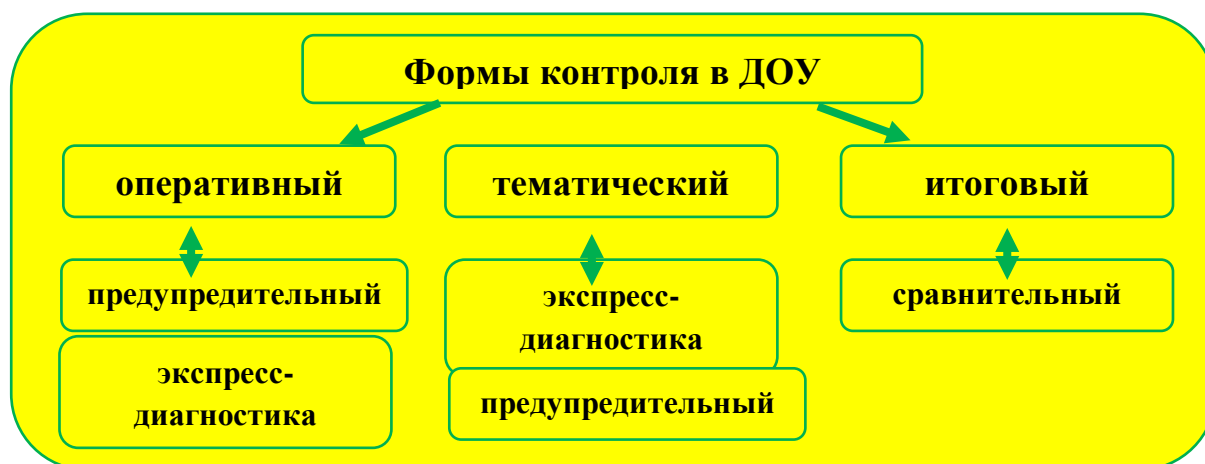 Формы контроля в ДОУ
оперативный
тематический
итоговый
предупредительный
экспресс-
диагностика
экспресс-
диагностика
предупредительный
сравнительный